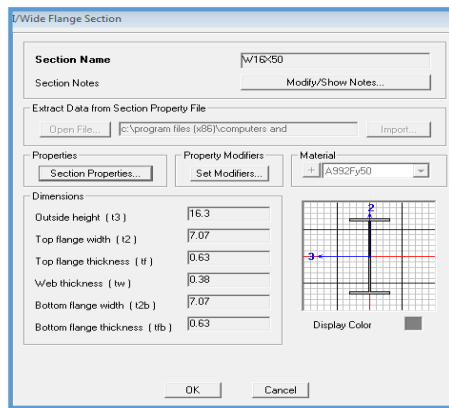 I/Wide Flange Section
Section Name W16X50
Section Notes Modify/Show Notes...
Extract Data from Section Property File
Open File... c:\program files (x86)\computers and Import...
Properties Property Modifiers Material
Section Properties... Set Modifiers... + A992Fy50
Dimensions
Outside height ( t3 ) 16.3
Top flange width ( t2 ) 7.07
Top flange thickness ( tf ) 0.63
Web thickness ( tw ) 0.38
Bottom flange width ( t2b ) 7.07
Bottom flange thickness ( tfb ) 0.63
2
3
Display Color
OK Cancel